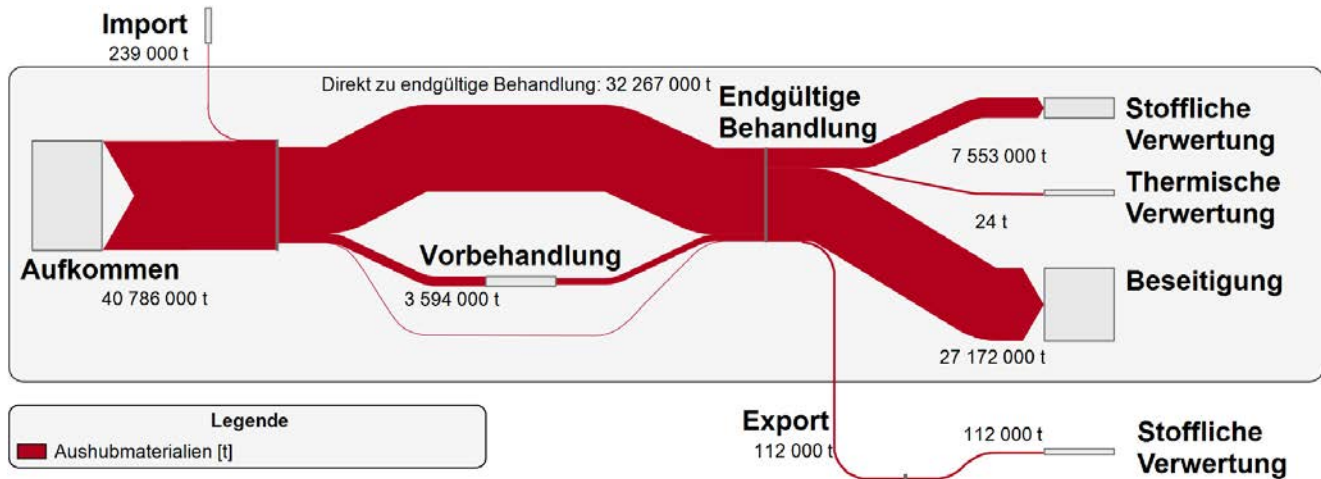 Import
239 000 t
Direkt zu endgültige Behandlung: 32 267 000 t
Endgültige
Behandlung
Stoffliche
Verwertung
7 553 000 t
Thermische
Verwertung
24 t
Aufkommen
40 786 000 t
Vorbehandlung
3 594 000 t
Beseitigung
27 172 000 t
Legende
Aushubmaterialien [t]
Export
112 000 t
112 000 t
Stoffliche
Verwertung